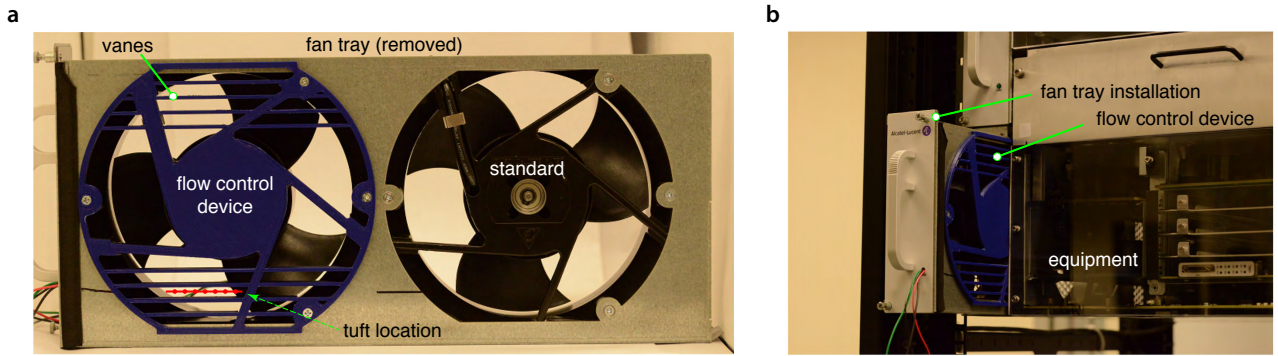 a
vanes
fan tray (removed)
flow control
device
standard
tuft location
b
fan tray installation
flow control device
Alcatel·Lucent
equipment